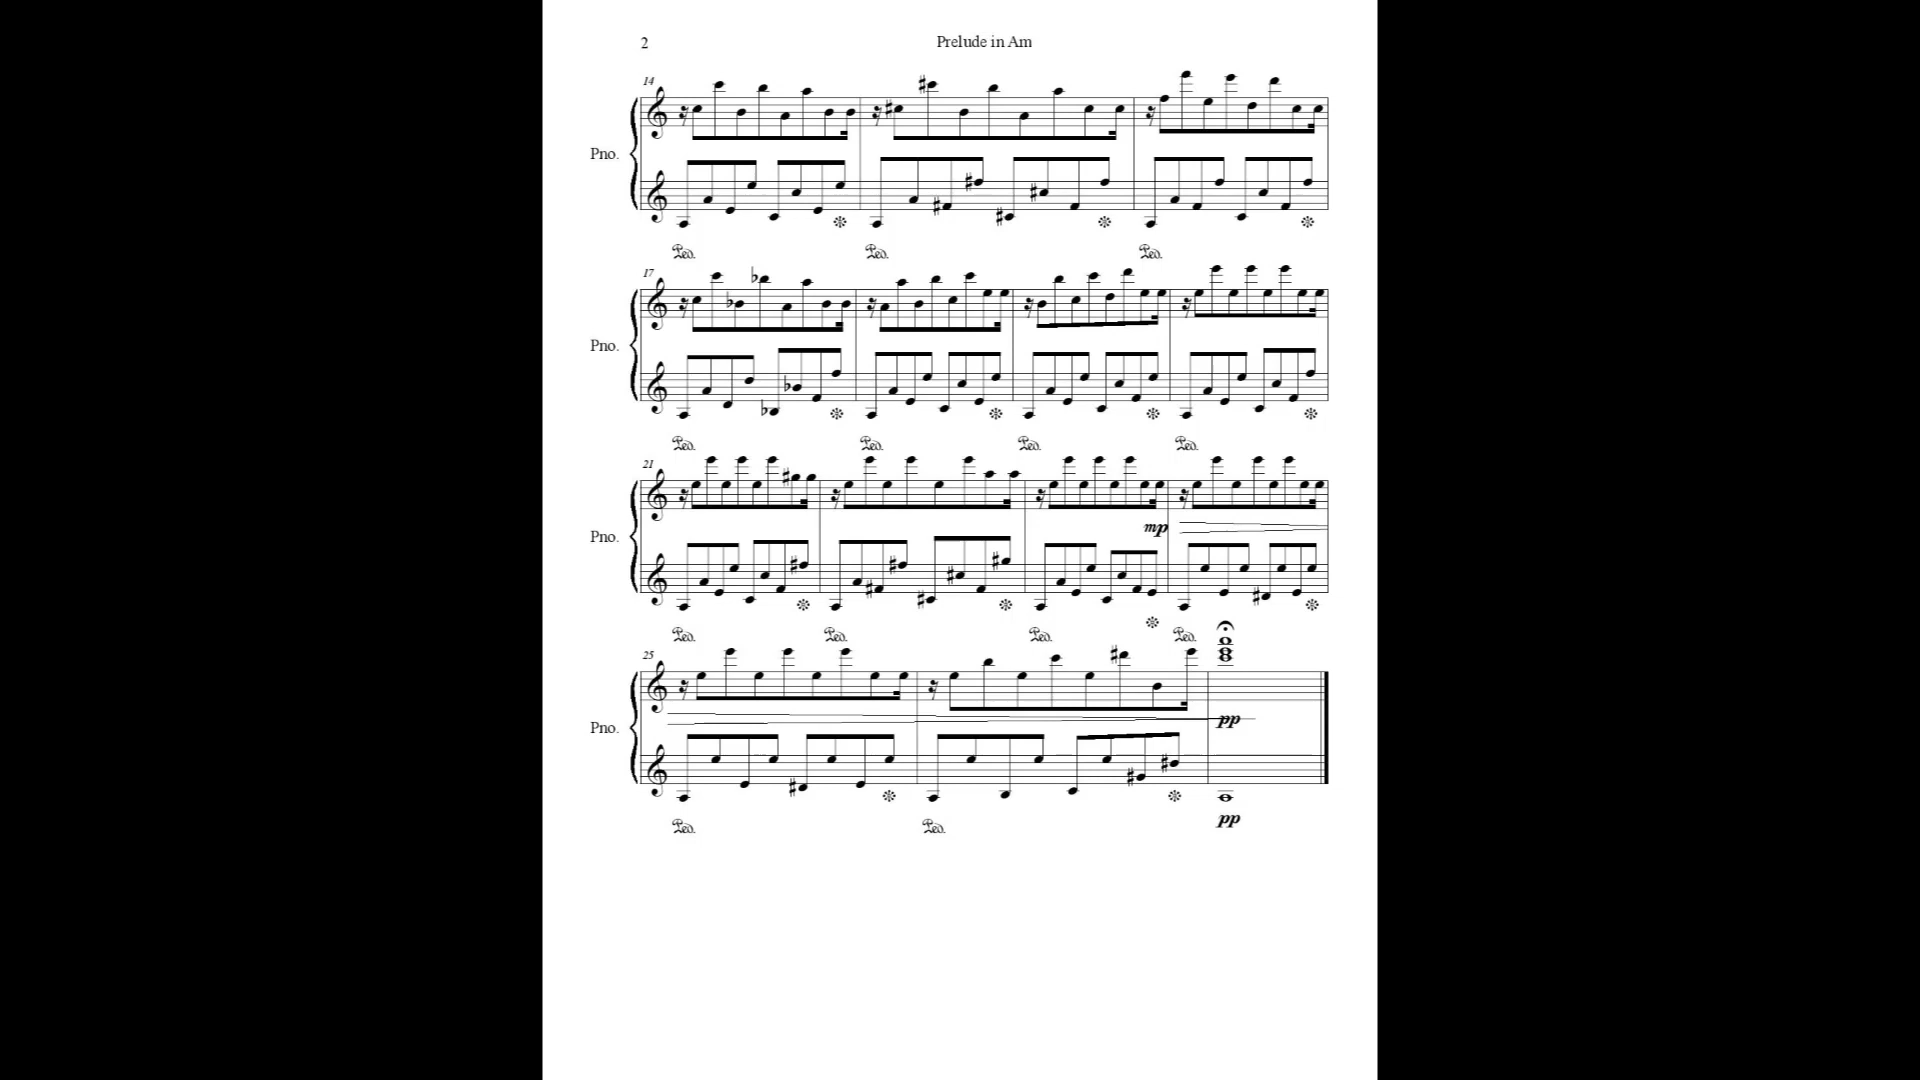 2
Prelude in Am
14
Pno.
Ped. Ped. Ped.
17
Pno.
Ped. Ped. Ped. Ped.
21
Pno.
mp
Ped. Ped. Ped. Ped.
25
Pno.
pp
pp
Ped. Ped.